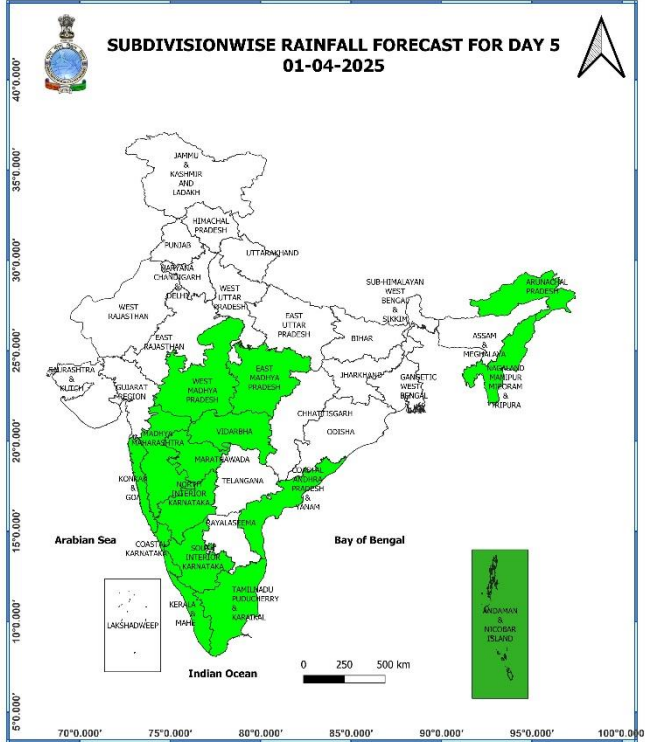 SUBDIVISIONWISE RAINFALL FORECAST FOR DAY 5
01-04-2025
40°0.000'
35°0.000'
30°0.000'
25°0.000'
20°0.000'
15°0.000'
10°0.000'
5°0.000'
JAMMU
&
KASHMIR
AND
LADAKH
HIMACHAL
PRADESH
PUNJAB
UTTARAKHAND
HARYANA
CHANDIGARH
&
DELHI
WEST
UTTAR
PRADESH
WEST
RAJASTHAN
EAST
RAJASTHAN
EAST
UTTAR
PRADESH
SUB-HIMALAYAN
WEST
BENGAL
&
SIKKIM
ARUNACHAL
PRADESH
BIHAR
ASSAM
&
MEGHALAYA
NAGALAND
MANIPUR
MIZORAM
&
TRIPURA
SAURASHTRA
&
KUTCH
GUJARAT
REGION
WEST
MADHYA
PRADESH
EAST
MADHYA
PRADESH
JHARKHAND
GANGETIC
WEST
BENGAL
CHHATTISGARH
ODISHA
MADHYA
MAHARASHTRA
VIDARBHA
MARATHAWADA
KONKAN
&
GOA
NORTH
INTERIOR
KARNATAKA
TELANGANA
COASTAL
ANDHRA
PRADESH
&
YANAM
RAYALASEEMA
COASTAL
KARNATAKA
SOUTH
INTERIOR
KARNATAKA
TAMILNADU
PUDUCHERRY
&
KARAIKAL
KERALA
&
MAHE
LAKSHADWEEP
ANDAMAN
&
NICOBAR
ISLAND
Arabian Sea
Bay of Bengal
Indian Ocean
0 250 500 km
70°0.000' 75°0.000' 80°0.000' 85°0.000' 90°0.000' 95°0.000' 100°0.000'